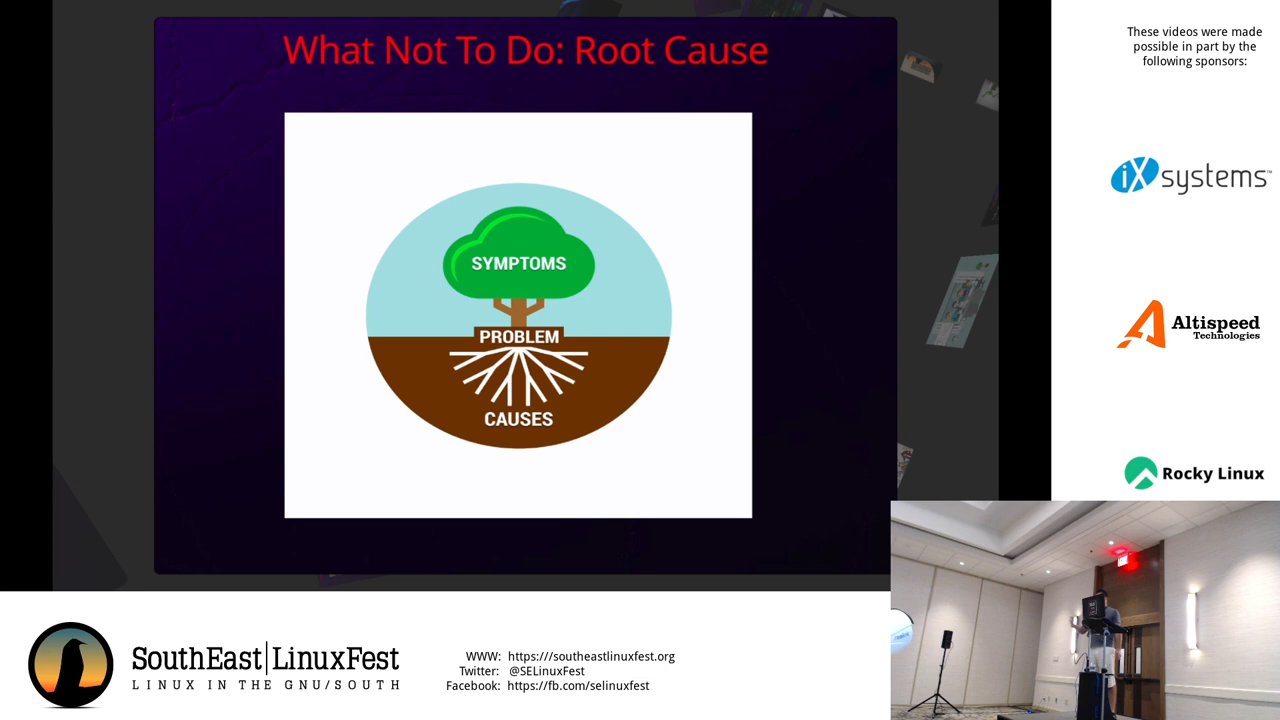 What Not To Do: Root Cause
SYMPTOMS
PROBLEM
CAUSES
These videos were made
possible in part by the
following sponsors:
iXsystems™
Altispeed
Technologies
Rocky Linux
SouthEast|LinuxFest
LINUX IN THE GNU/SOUTH
WWW: https:///southeastlinuxfest.org
Twitter: @SELinuxFest
Facebook: https://fb.com/selinuxfest